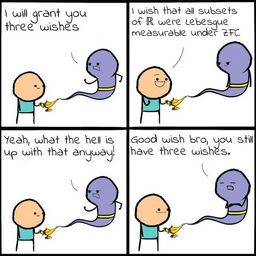 I will grant you
three wishes
I wish that all subsets
of ℝ were Lebesgue
measurable under ZFC
Yeah, what the hell is
up with that anyway!
Good wish bro, you still
have three wishes.